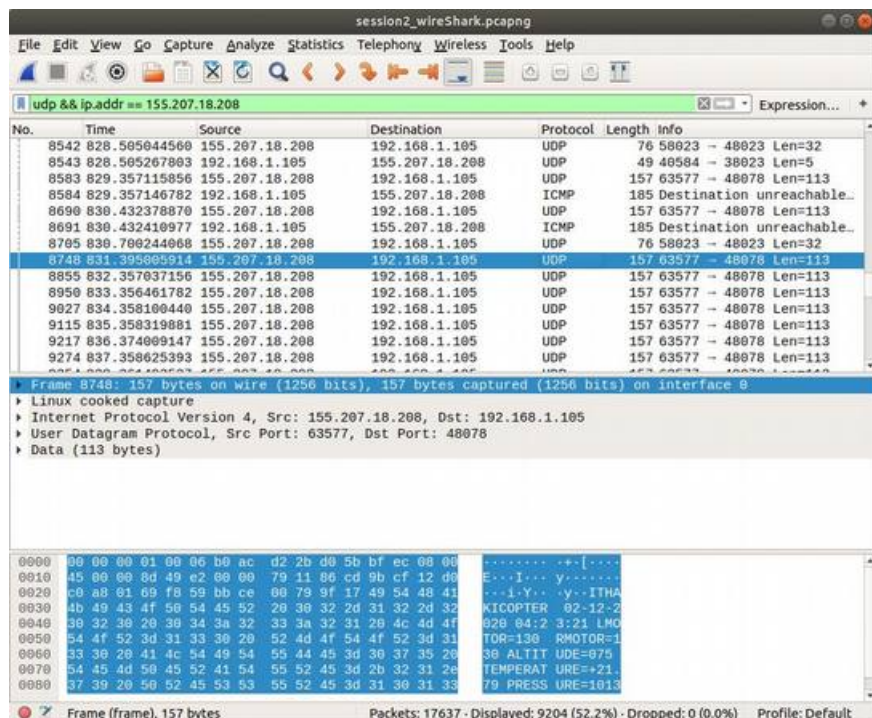 session2_wireShark.pcapng
File Edit View Go Capture Analyze Statistics Telephony Wireless Tools Help
udp && ip.addr == 155.207.18.208 Expression... +
No. Time Source Destination Protocol Length Info
8542 828.505044560 155.207.18.208 192.168.1.105 UDP 76 58023 → 48023 Len=32
8543 828.505267803 192.168.1.105 155.207.18.208 UDP 49 40584 → 38023 Len=5
8583 829.357115856 155.207.18.208 192.168.1.105 UDP 157 63577 → 48078 Len=113
8584 829.357146782 192.168.1.105 155.207.18.208 ICMP 185 Destination unreachable…
8690 830.432378870 155.207.18.208 192.168.1.105 UDP 157 63577 → 48078 Len=113
8691 830.432410977 192.168.1.105 155.207.18.208 ICMP 185 Destination unreachable…
8705 830.700244068 155.207.18.208 192.168.1.105 UDP 76 58023 → 48023 Len=32
8748 831.395005914 155.207.18.208 192.168.1.105 UDP 157 63577 → 48078 Len=113
8855 832.357037156 155.207.18.208 192.168.1.105 UDP 157 63577 → 48078 Len=113
8950 833.356461782 155.207.18.208 192.168.1.105 UDP 157 63577 → 48078 Len=113
9027 834.358100440 155.207.18.208 192.168.1.105 UDP 157 63577 → 48078 Len=113
9115 835.358319881 155.207.18.208 192.168.1.105 UDP 157 63577 → 48078 Len=113
9217 836.374009147 155.207.18.208 192.168.1.105 UDP 157 63577 → 48078 Len=113
9274 837.358625393 155.207.18.208 192.168.1.105 UDP 157 63577 → 48078 Len=113
Frame 8748: 157 bytes on wire (1256 bits), 157 bytes captured (1256 bits) on interface 0
Linux cooked capture
Internet Protocol Version 4, Src: 155.207.18.208, Dst: 192.168.1.105
User Datagram Protocol, Src Port: 63577, Dst Port: 48078
Data (113 bytes)
0000 00 00 00 01 00 06 b0 ac d2 2b d0 5b bf ec 08 00 ········ ·+·[····
0010 45 00 00 8d 49 e2 00 00 79 11 86 cd 9b cf 12 d0 E···I··· y·······
0020 c0 a8 01 69 f8 59 bb ce 00 79 9f 17 49 54 48 41 ···i·Y·· ·y··ITHA
0030 4b 49 43 4f 50 54 45 52 20 30 32 2d 31 32 2d 32 KICOPTER 02-12-2
0040 30 32 30 20 30 34 3a 32 33 3a 32 31 20 4c 4d 4f 020 04:2 3:21 LMO
0050 54 4f 52 3d 31 33 30 20 52 4d 4f 54 4f 52 3d 31 TOR=130 RMOTOR=1
0060 33 30 20 41 4c 54 49 54 55 44 45 3d 30 37 35 20 30 ALTIT UDE=075
0070 54 45 4d 50 45 52 41 54 55 52 45 3d 2b 32 31 2e TEMPERAT URE=+21.
0080 37 39 20 50 52 45 53 53 55 52 45 3d 31 30 31 33 79 PRESS URE=1013
Frame (frame), 157 bytes Packets: 17637 · Displayed: 9204 (52.2%) · Dropped: 0 (0.0%) Profile: Default